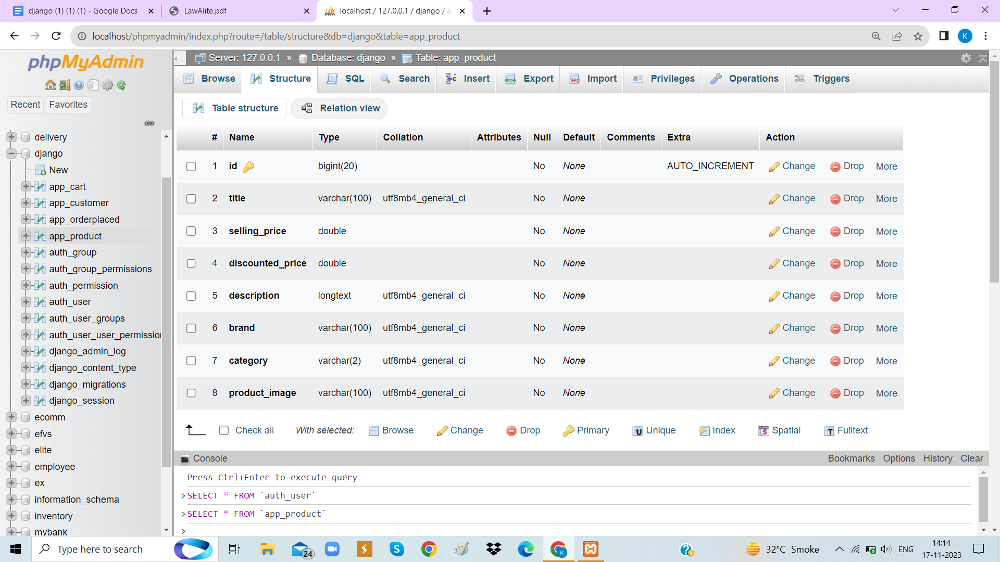 django (1) (1) (1) - Google Docs
LawAlite.pdf
localhost / 127.0.0.1 / django / a
localhost/phpmyadmin/index.php?route=/table/structure&db=django&table=app_product
K
phpMyAdmin
Recent
Favorites
delivery
django
New
app_cart
app_customer
app_orderplaced
app_product
auth_group
auth_group_permissions
auth_permission
auth_user
auth_user_groups
auth_user_user_permission
django_admin_log
django_content_type
django_migrations
django_session
ecomm
efvs
elite
employee
ex
information_schema
inventory
mybank
Server: 127.0.0.1 » Database: django » Table: app_product
Browse Structure SQL Search Insert Export Import Privileges Operations Triggers
Table structure Relation view
# Name Type Collation Attributes Null Default Comments Extra Action
1 id bigint(20) No None AUTO_INCREMENT Change Drop More
2 title varchar(100) utf8mb4_general_ci No None Change Drop More
3 selling_price double No None Change Drop More
4 discounted_price double No None Change Drop More
5 description longtext utf8mb4_general_ci No None Change Drop More
6 brand varchar(100) utf8mb4_general_ci No None Change Drop More
7 category varchar(2) utf8mb4_general_ci No None Change Drop More
8 product_image varchar(100) utf8mb4_general_ci No None Change Drop More
Check all With selected: Browse Change Drop Primary Unique Index Spatial Fulltext
Console Bookmarks Options History Clear
Press Ctrl+Enter to execute query
>SELECT * FROM `auth_user`
>SELECT * FROM `app_product`
>
Type here to search
24
32°C Smoke
ENG
14:14
17-11-2023